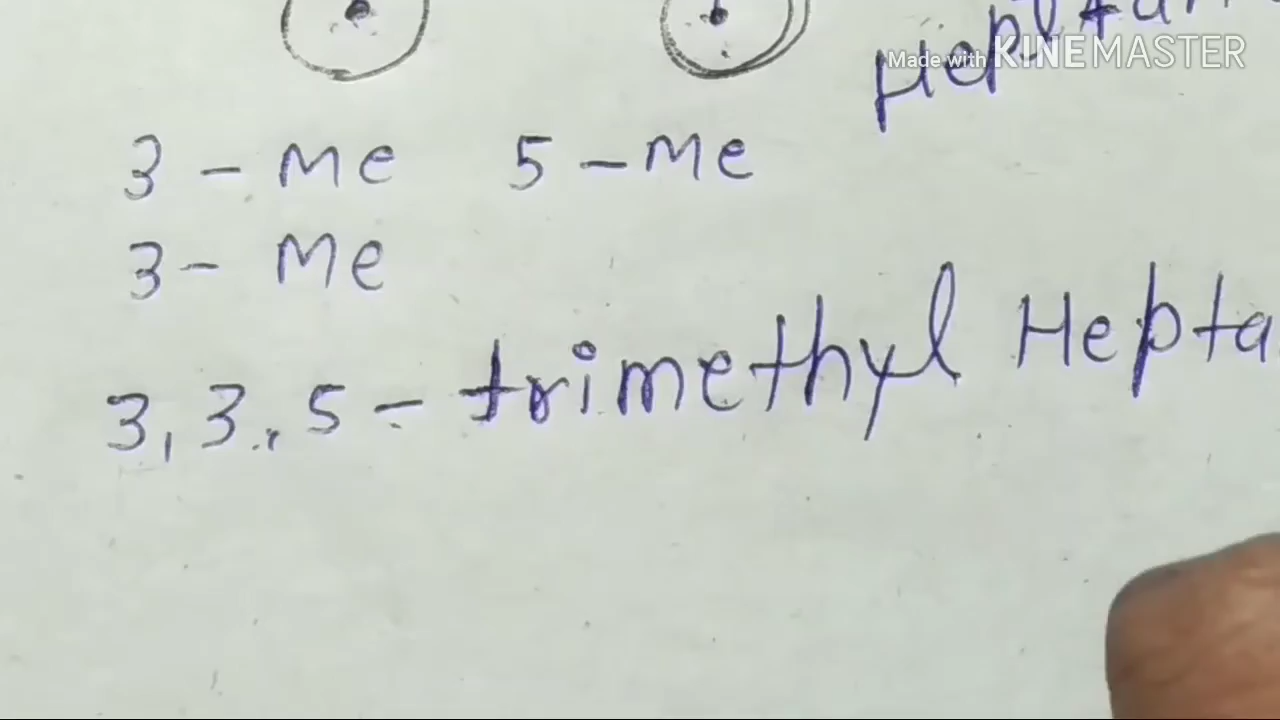 Made with KINEMASTER
3 - Me 5 - Me
3 - Me
3, 3, 5 - trimethyl Hepta